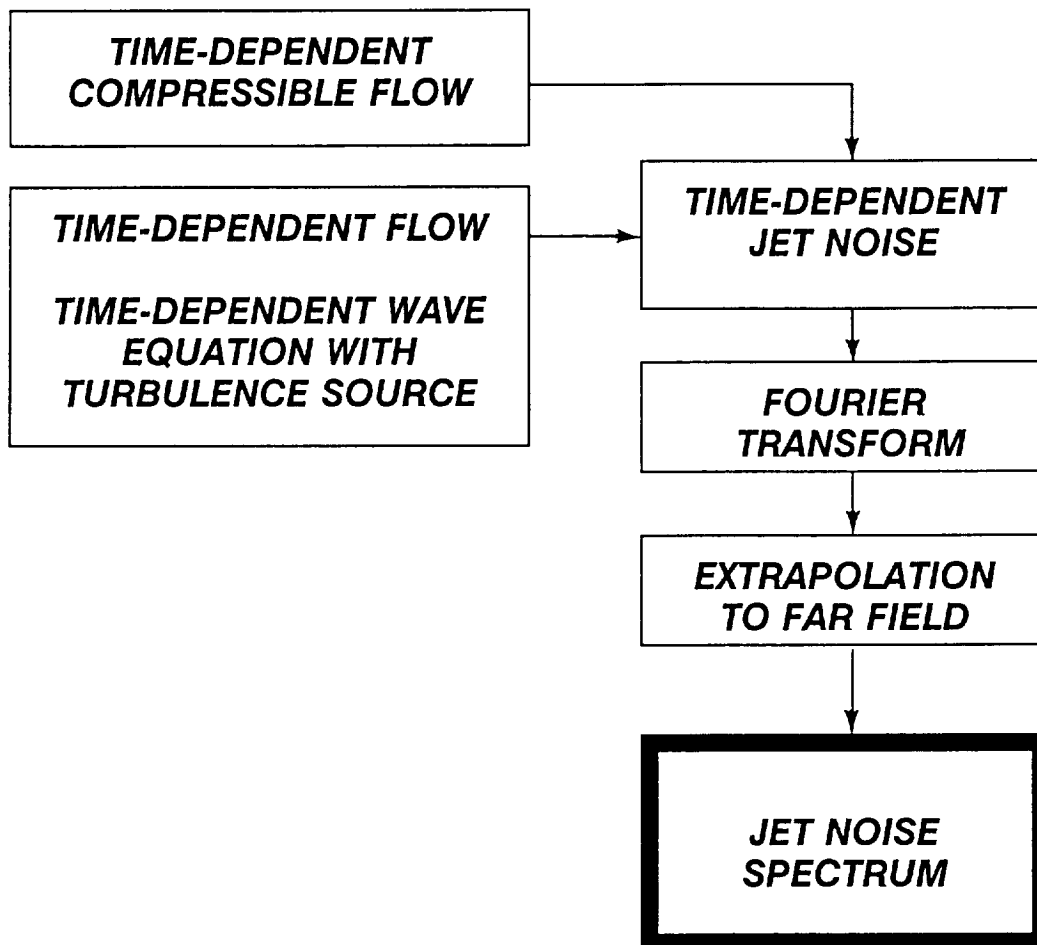 TIME-DEPENDENT
COMPRESSIBLE FLOW
TIME-DEPENDENT FLOW
TIME-DEPENDENT WAVE
EQUATION WITH
TURBULENCE SOURCE
TIME-DEPENDENT
JET NOISE
FOURIER
TRANSFORM
EXTRAPOLATION
TO FAR FIELD
JET NOISE
SPECTRUM